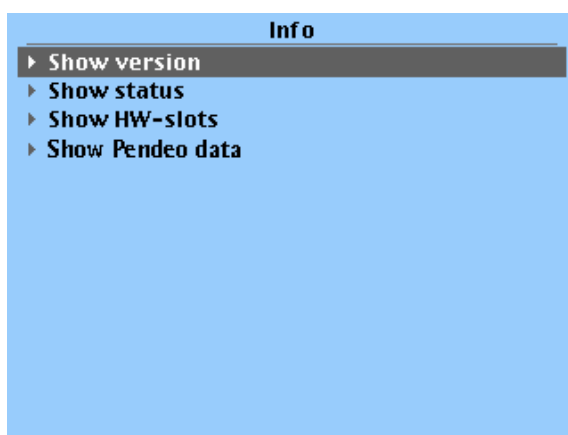 Info
Show version
Show status
Show HW-slots
Show Pendeo data